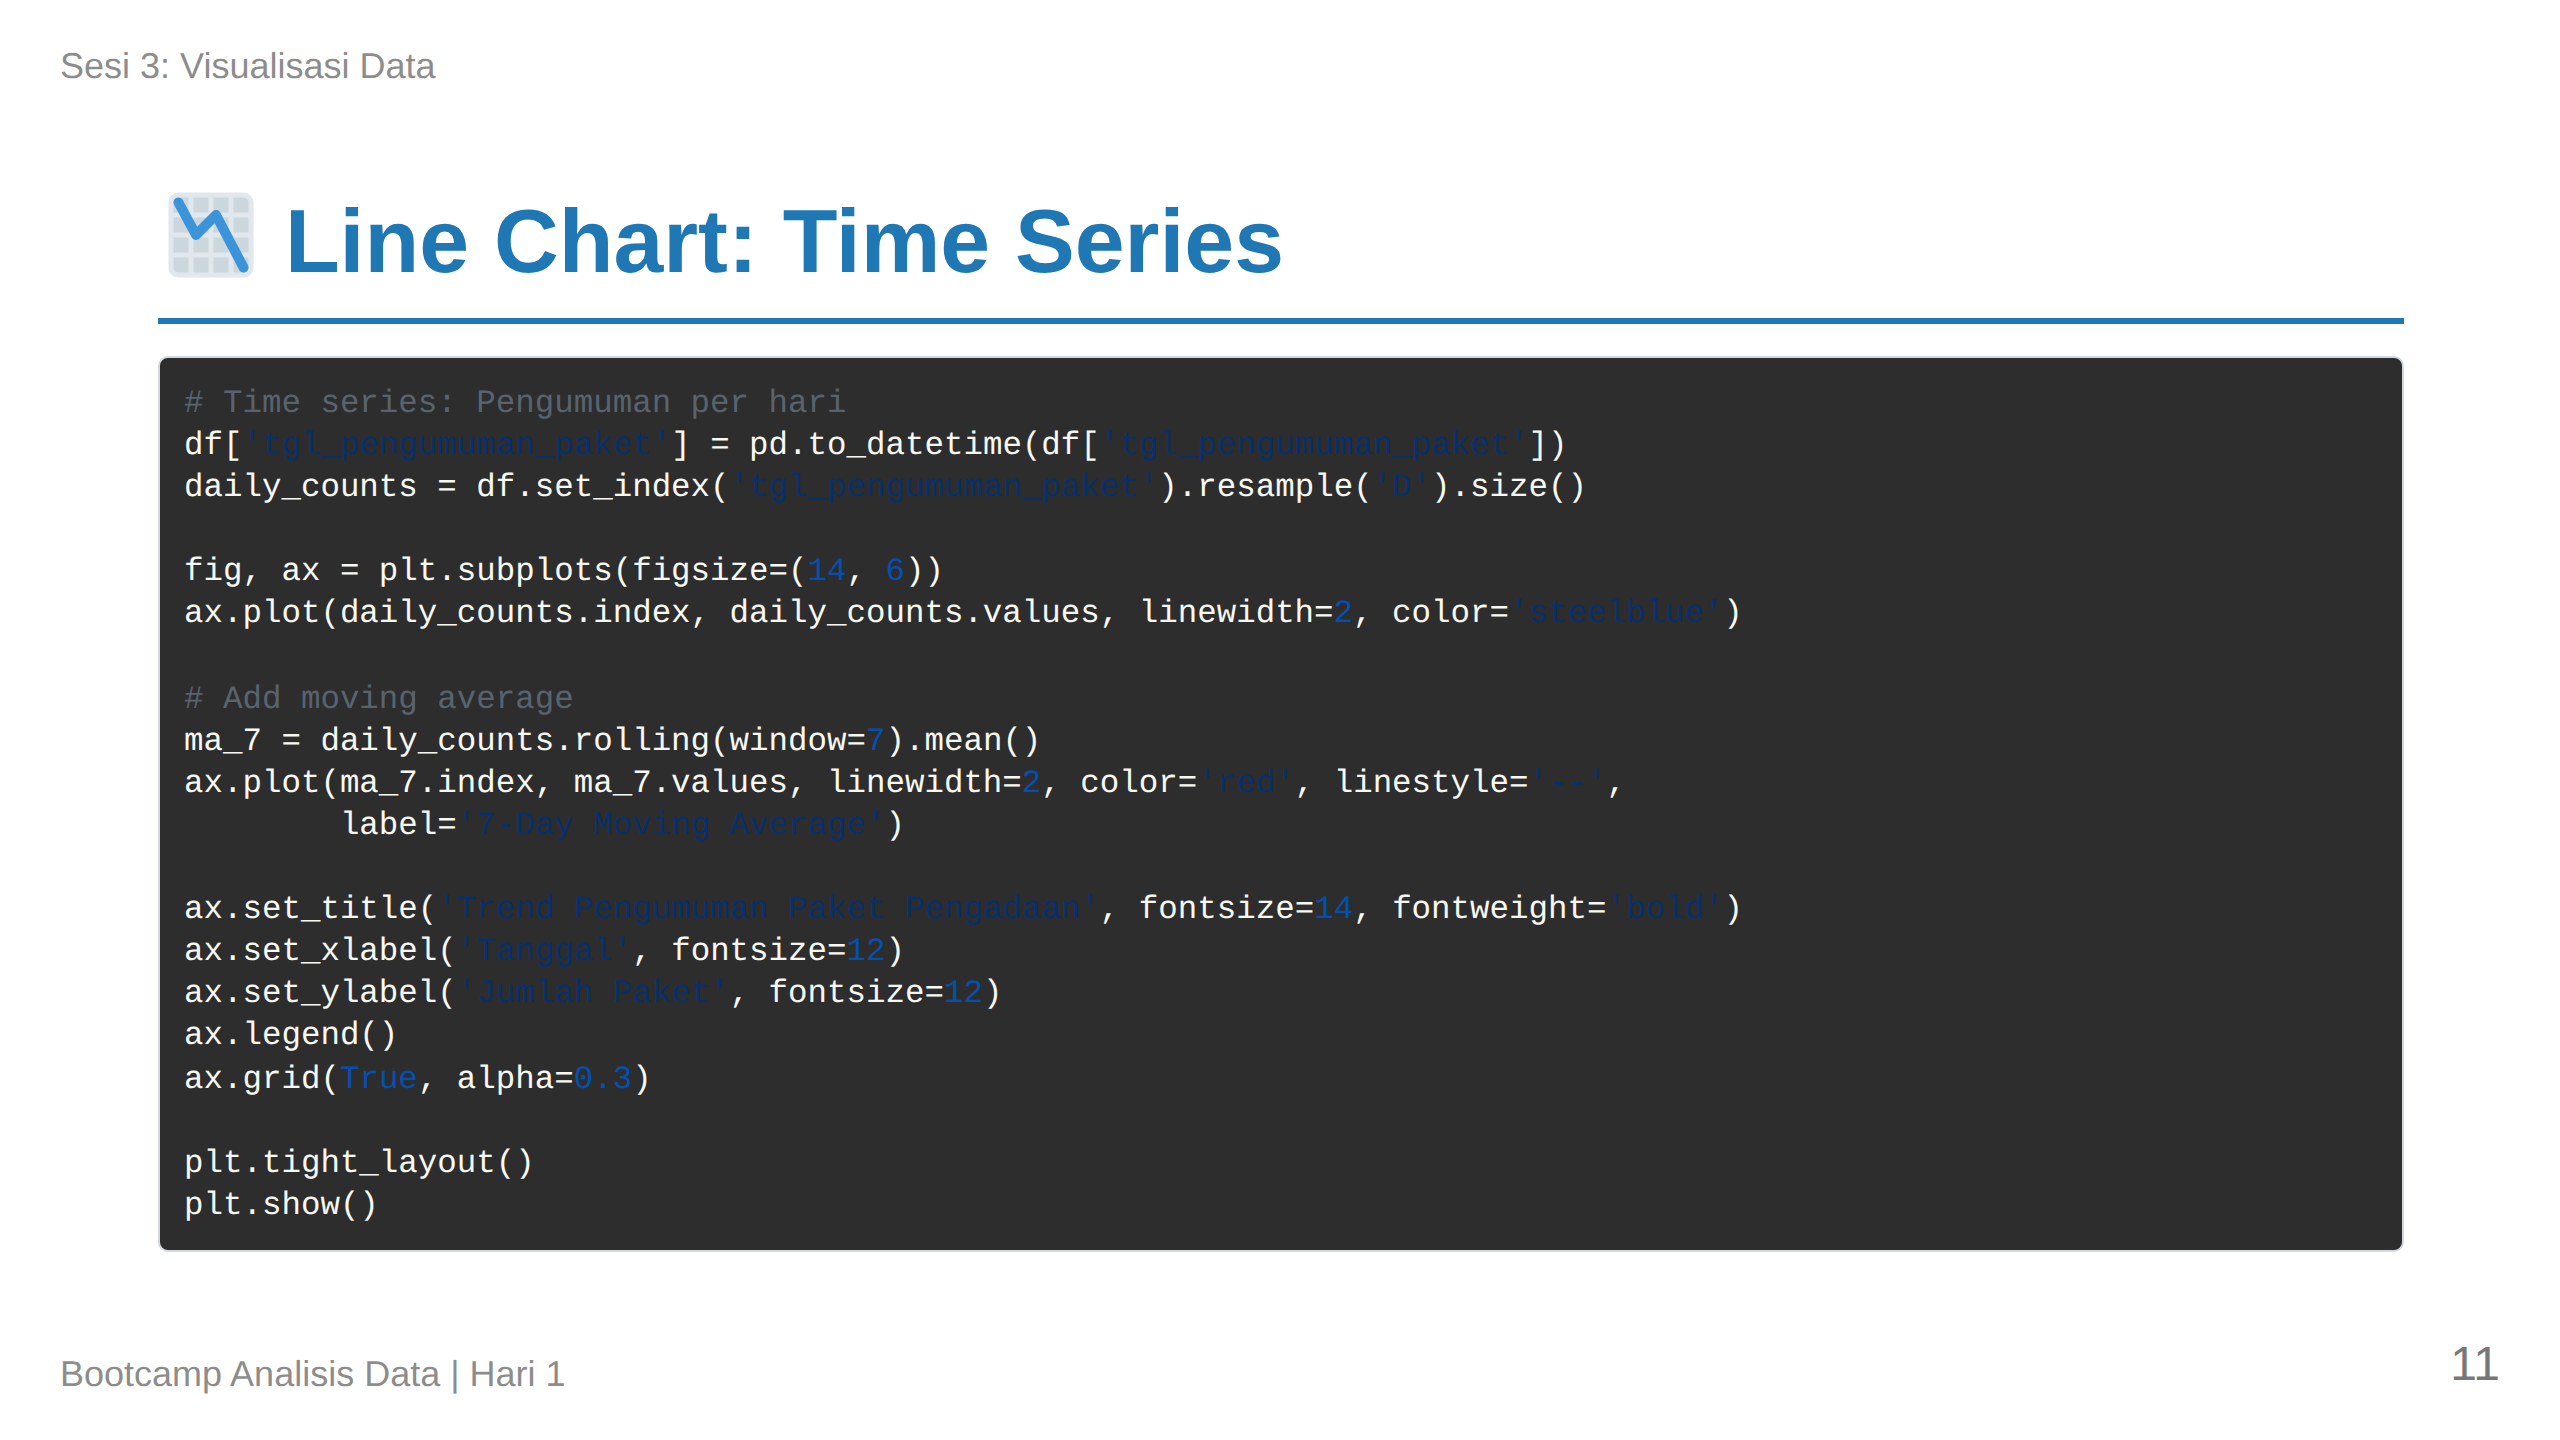 Sesi 3: Visualisasi Data
Line Chart: Time Series
# Time series: Pengumuman per hari
df['tgl_pengumuman_paket'] = pd.to_datetime(df['tgl_pengumuman_paket'])
daily_counts = df.set_index('tgl_pengumuman_paket').resample('D').size()
fig, ax = plt.subplots(figsize=(14, 6))
ax.plot(daily_counts.index, daily_counts.values, linewidth=2, color='steelblue')
# Add moving average
ma_7 = daily_counts.rolling(window=7).mean()
ax.plot(ma_7.index, ma_7.values, linewidth=2, color='red', linestyle='--',
        label='7-Day Moving Average')
ax.set_title('Trend Pengumuman Paket Pengadaan', fontsize=14, fontweight='bold')
ax.set_xlabel('Tanggal', fontsize=12)
ax.set_ylabel('Jumlah Paket', fontsize=12)
ax.legend()
ax.grid(True, alpha=0.3)
plt.tight_layout()
plt.show()
Bootcamp Analisis Data | Hari 1
11